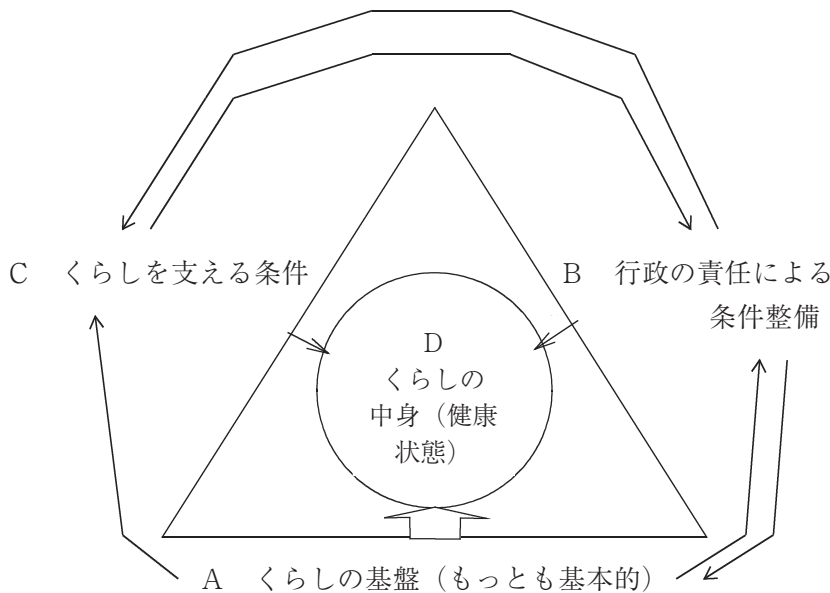 C くらしを支える条件
B 行政の責任による
条件整備
D
くらしの
中身（健康
状態）
A くらしの基盤（もっとも基本的）